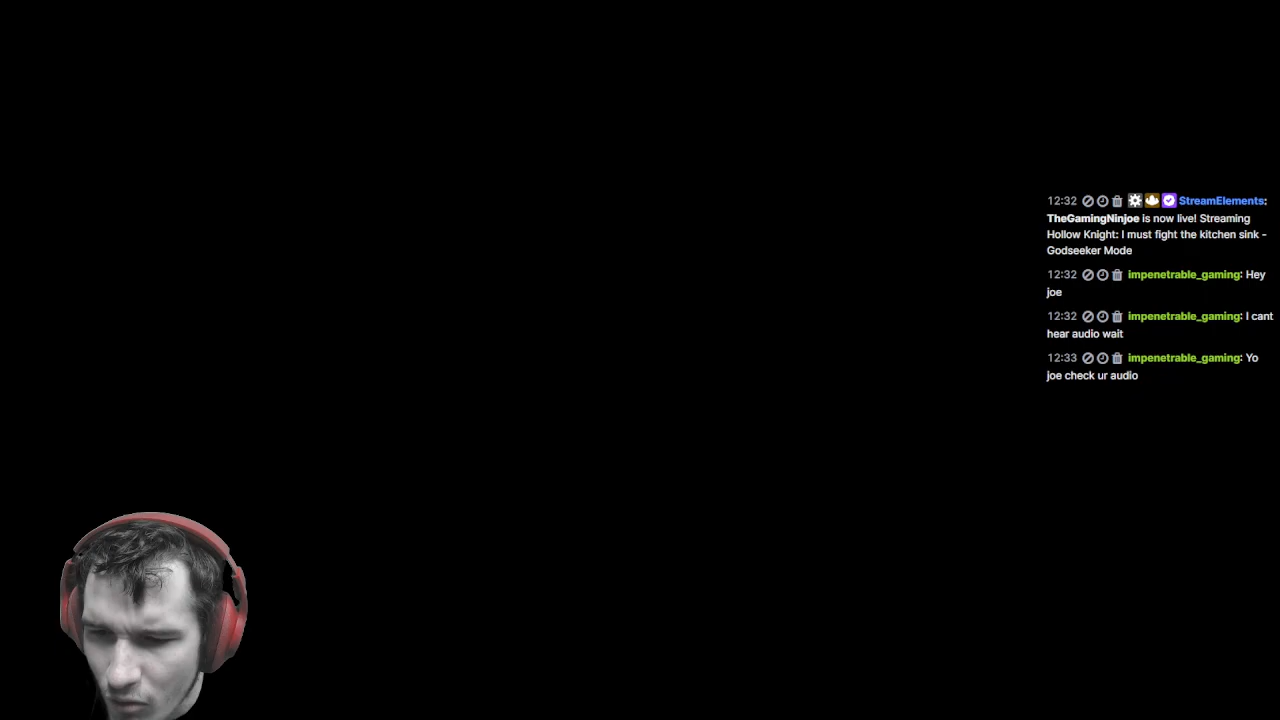 12:32 StreamElements:
TheGamingNinjoe is now live! Streaming
Hollow Knight: I must fight the kitchen sink -
Godseeker Mode
12:32 impenetrable_gaming: Hey
joe
12:32 impenetrable_gaming: I cant
hear audio wait
12:33 impenetrable_gaming: Yo
joe check ur audio